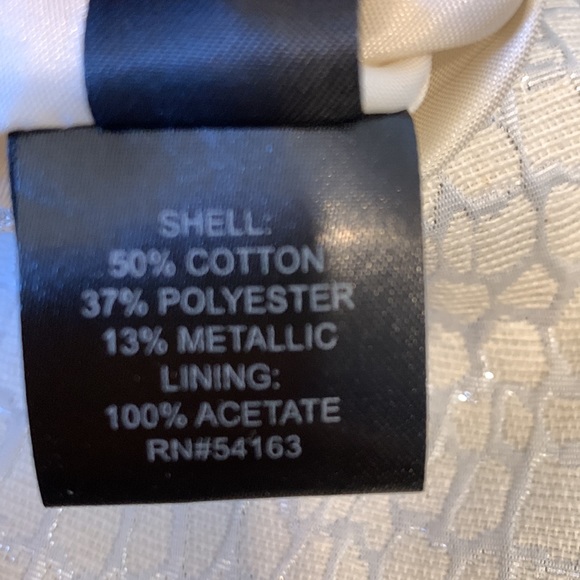 SHELL:
50% COTTON
37% POLYESTER
13% METALLIC
LINING:
100% ACETATE
RN#54163